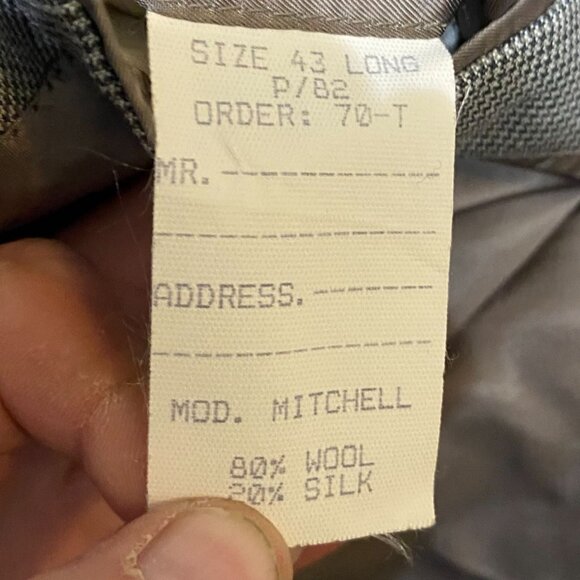 SIZE 43 LONG
P/82
ORDER: 70-T
MR. ------------------
-----------------------
ADDRESS. ----------
-----------------------
MOD. MITCHELL
80% WOOL
20% SILK